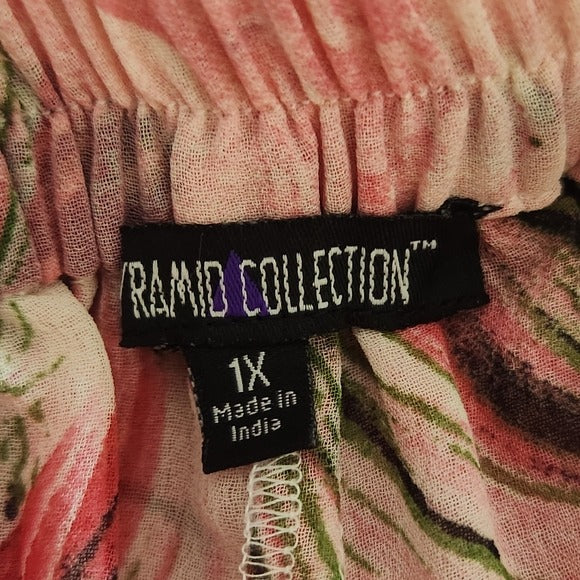 YRAMID COLLECTION™
1X
Made in
India